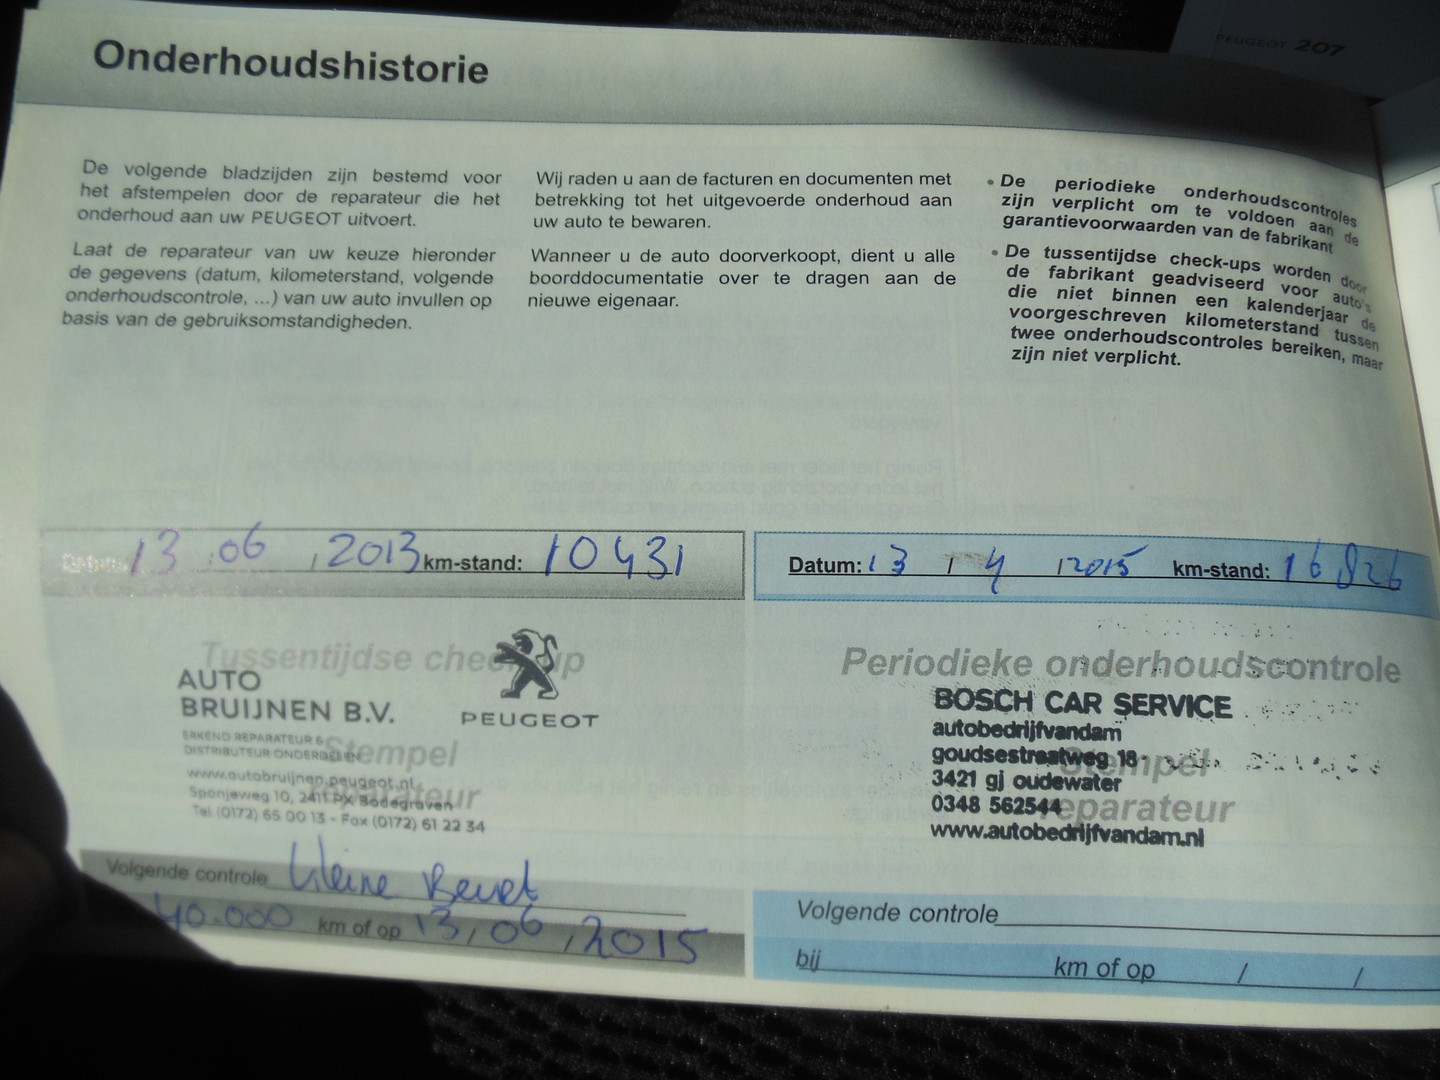 PEUGEOT 207
Onderhoudshistorie
De volgende bladzijden zijn bestemd voor
het afstempelen door de reparateur die het
onderhoud aan uw PEUGEOT uitvoert.
Laat de reparateur van uw keuze hieronder
de gegevens (datum, kilometerstand, volgende
onderhoudscontrole, ...) van uw auto invullen op
basis van de gebruiksomstandigheden.
Wij raden u aan de facturen en documenten met
betrekking tot het uitgevoerde onderhoud aan
uw auto te bewaren.
Wanneer u de auto doorverkoopt, dient u alle
boorddocumentatie over te dragen aan de
nieuwe eigenaar.
• De periodieke onderhoudscontroles
zijn verplicht om te voldoen aan de
garantievoorwaarden van de fabrikant
• De tussentijdse check-ups worden door
de fabrikant geadviseerd voor auto's
die niet binnen een kalenderjaar de
voorgeschreven kilometerstand tussen
twee onderhoudscontroles bereiken, maar
zijn niet verplicht.
Datum: 13 / 06 / 2013 km-stand: 10431
Tussentijdse check-up
AUTO
BRUIJNEN B.V.
PEUGEOT
ERKEND REPARATEUR &
DISTRIBUTEUR ONDERDELEN
Stempel
reparateur
www.autobruijnen.peugeot.nl
Spanjeweg 10, 2411 PX Bodegraven
Tel (0172) 65 00 13 - Fax (0172) 61 22 34
Volgende controle Kleine Beurt
40.000 km of op 13 / 06 / 2015
Datum: 13 / 4 / 2015 km-stand: 16826
Periodieke onderhoudscontrole
BOSCH CAR SERVICE
autobedrijfvandam
goudsestraatweg 18
Stempel
3421 gj oudewater
0348 562544
reparateur
www.autobedrijfvandam.nl
Volgende controle
bij km of op / /